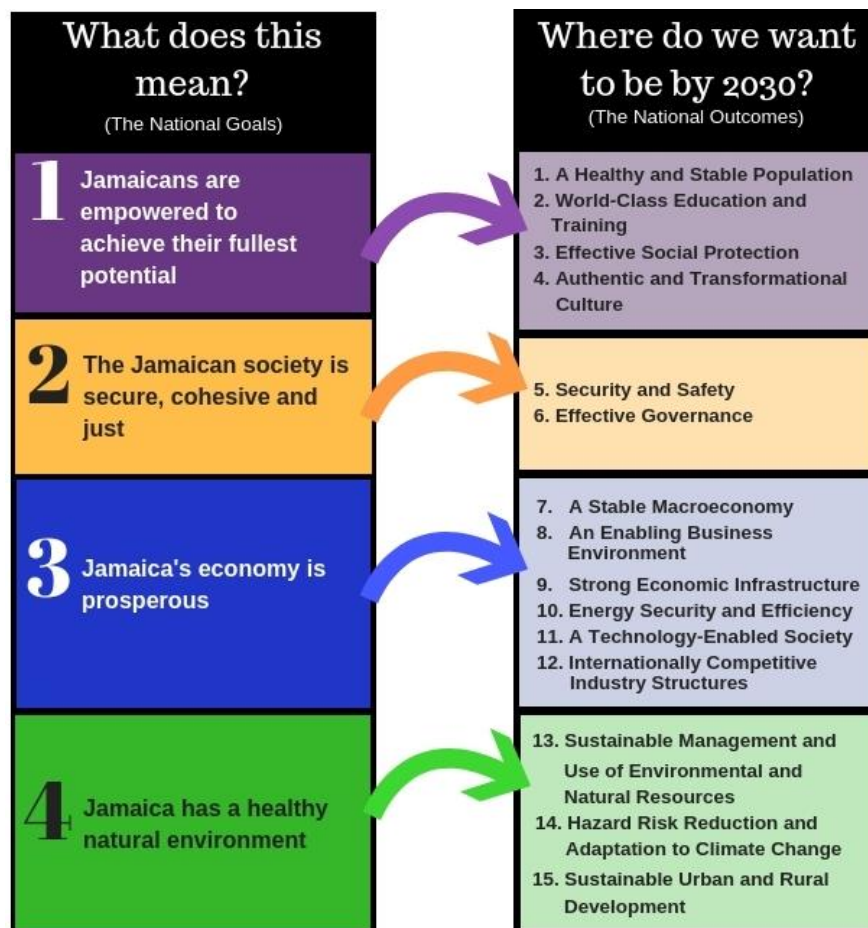 What does this
mean?
(The National Goals)
1
Jamaicans are
empowered to
achieve their fullest
potential
2
The Jamaican society is
secure, cohesive and
just
3
Jamaica's economy is
prosperous
4
Jamaica has a healthy
natural environment
Where do we want
to be by 2030?
(The National Outcomes)
1. A Healthy and Stable Population
2. World-Class Education and
Training
3. Effective Social Protection
4. Authentic and Transformational
Culture
5. Security and Safety
6. Effective Governance
7. A Stable Macroeconomy
8. An Enabling Business
Environment
9. Strong Economic Infrastructure
10. Energy Security and Efficiency
11. A Technology-Enabled Society
12. Internationally Competitive
Industry Structures
13. Sustainable Management and
Use of Environmental and
Natural Resources
14. Hazard Risk Reduction and
Adaptation to Climate Change
15. Sustainable Urban and Rural
Development